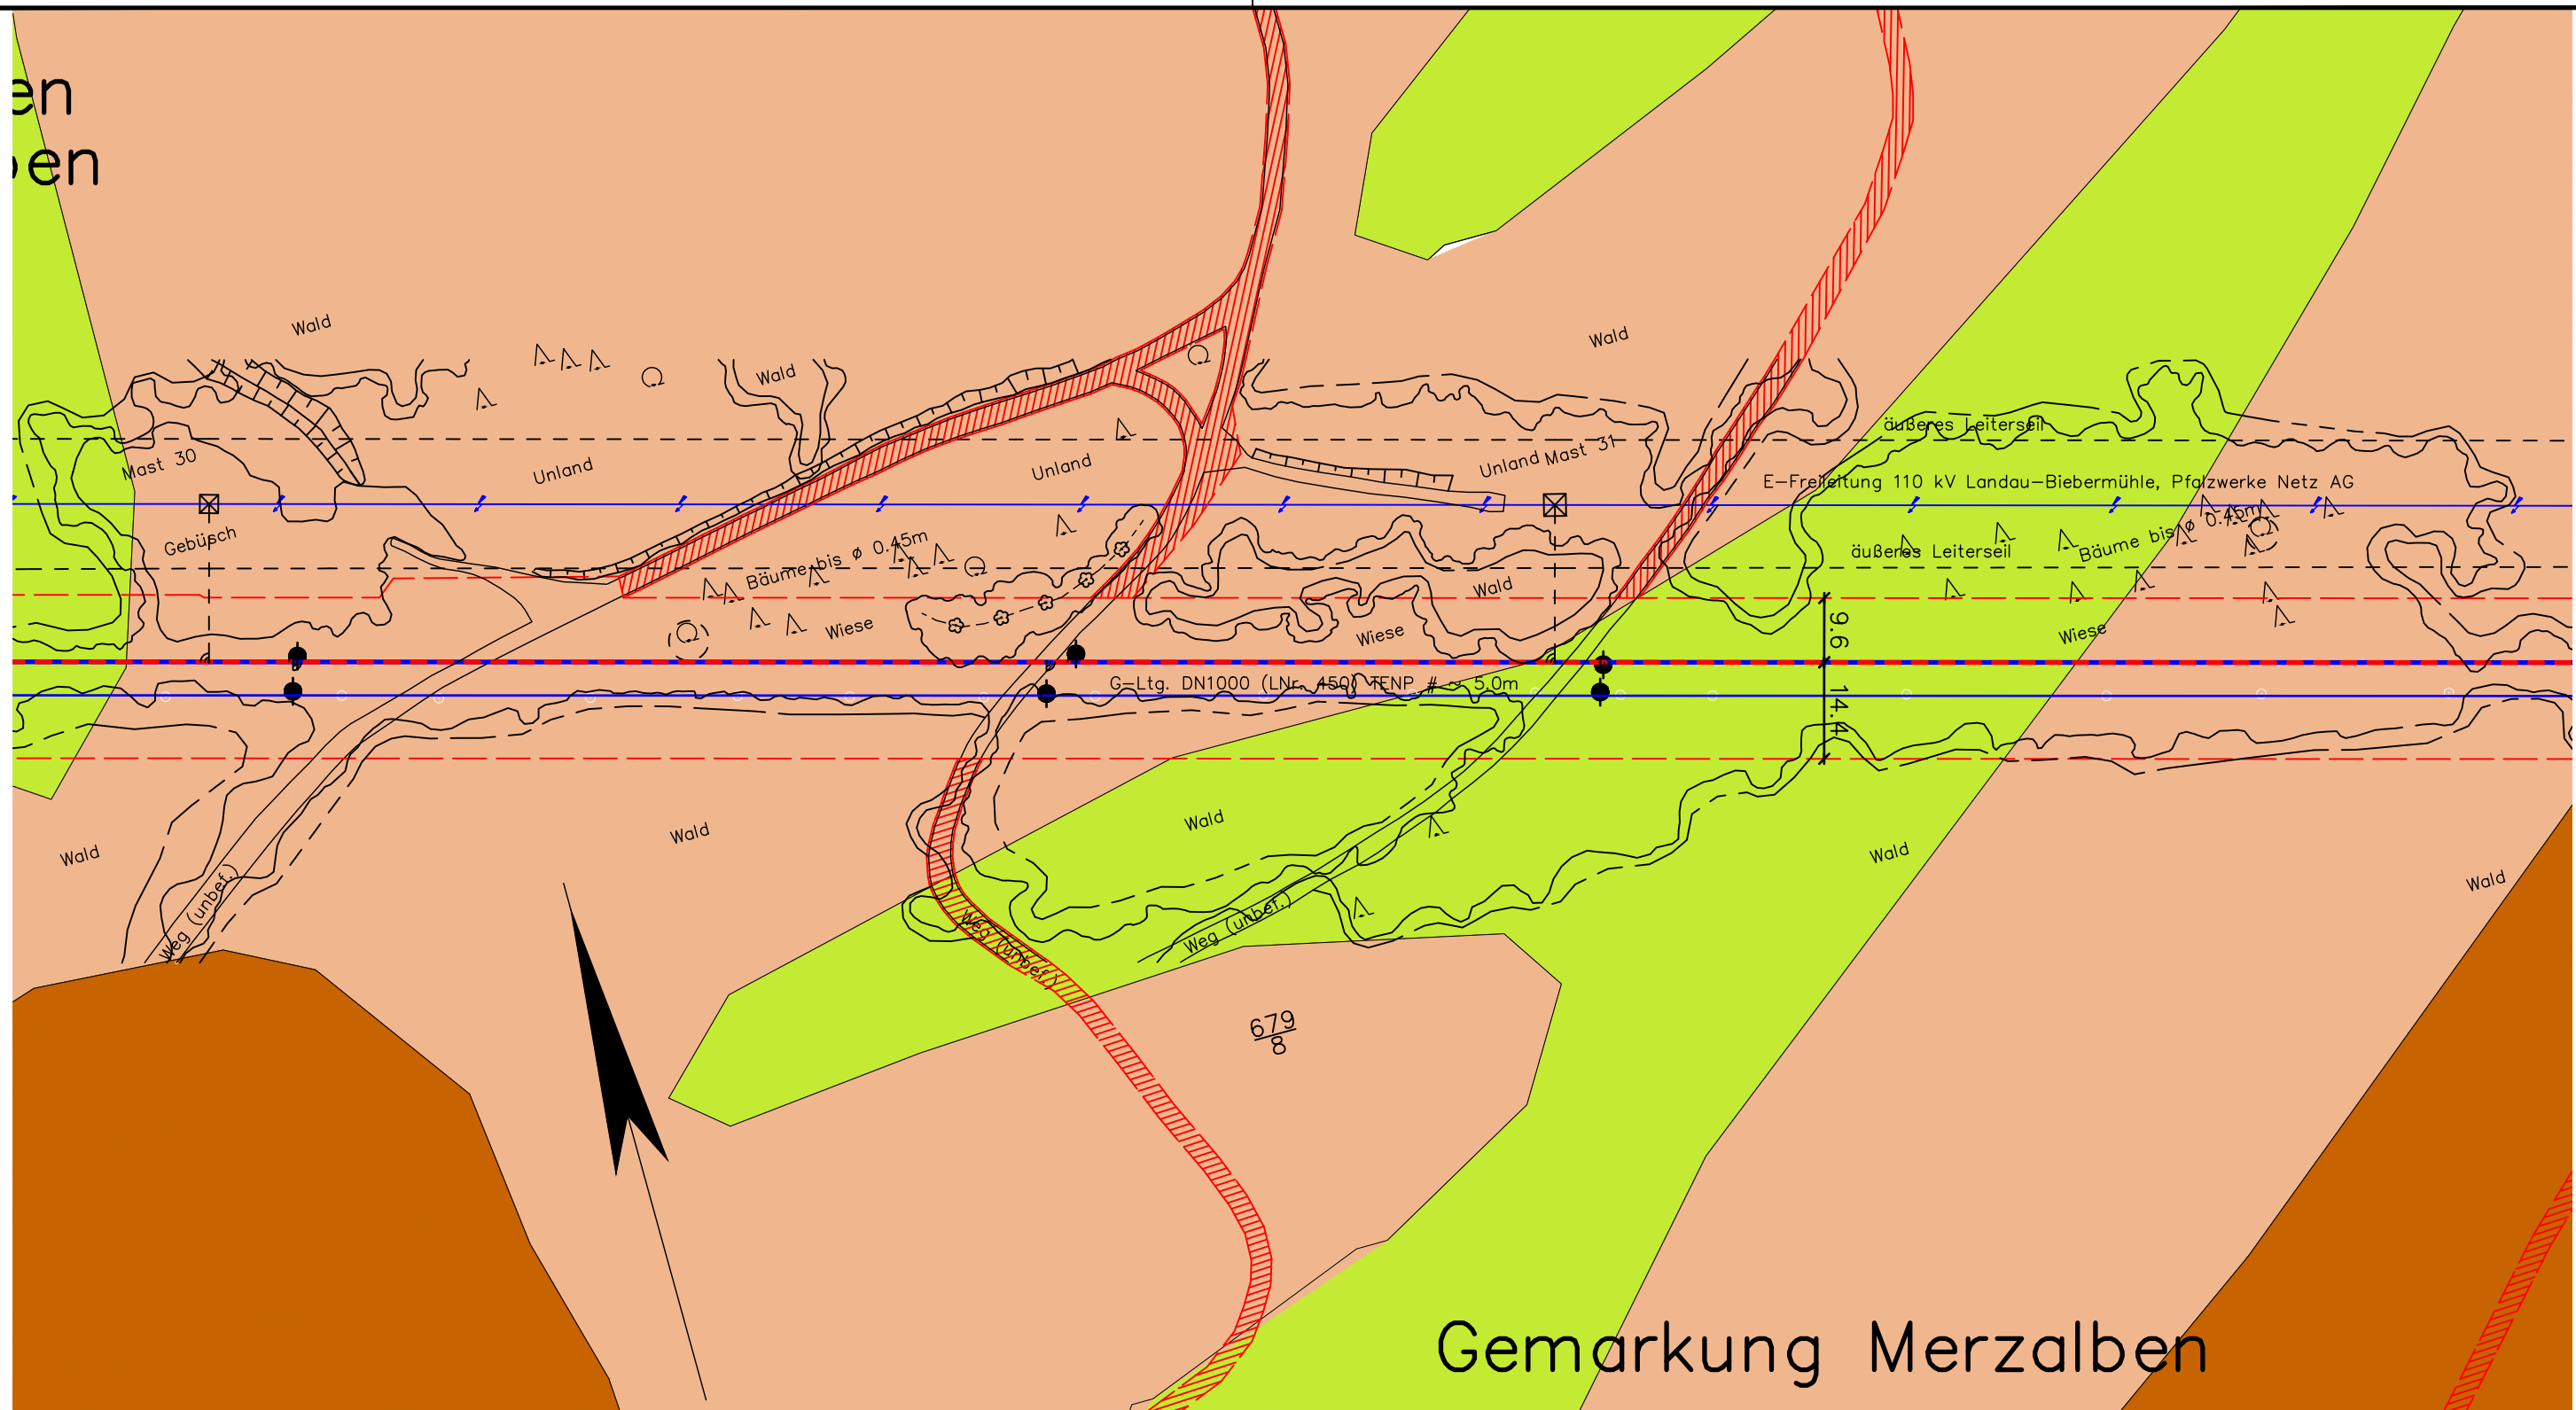 en
en
Wald
Wald
Wald
äußeres Leiterseil
Mast 30
Unland
Unland
Unland
Mast 31
E-Freileitung 110 kV Landau-Biebermühle, Pfalzwerke Netz AG
Gebüsch
Bäume bis ø 0.45m
äußeres Leiterseil
Bäume bis ø 0.45m
Wald
Wiese
Wiese
Wiese
9.6
G-Ltg. DN1000 (LNr. 450) TENP # ~ 5.0m
14.4
Wald
Wald
Wald
Wald
Wald
Weg (unbef.)
Weg (unbef.)
Weg (unbef.)
679
8
Gemarkung Merzalben